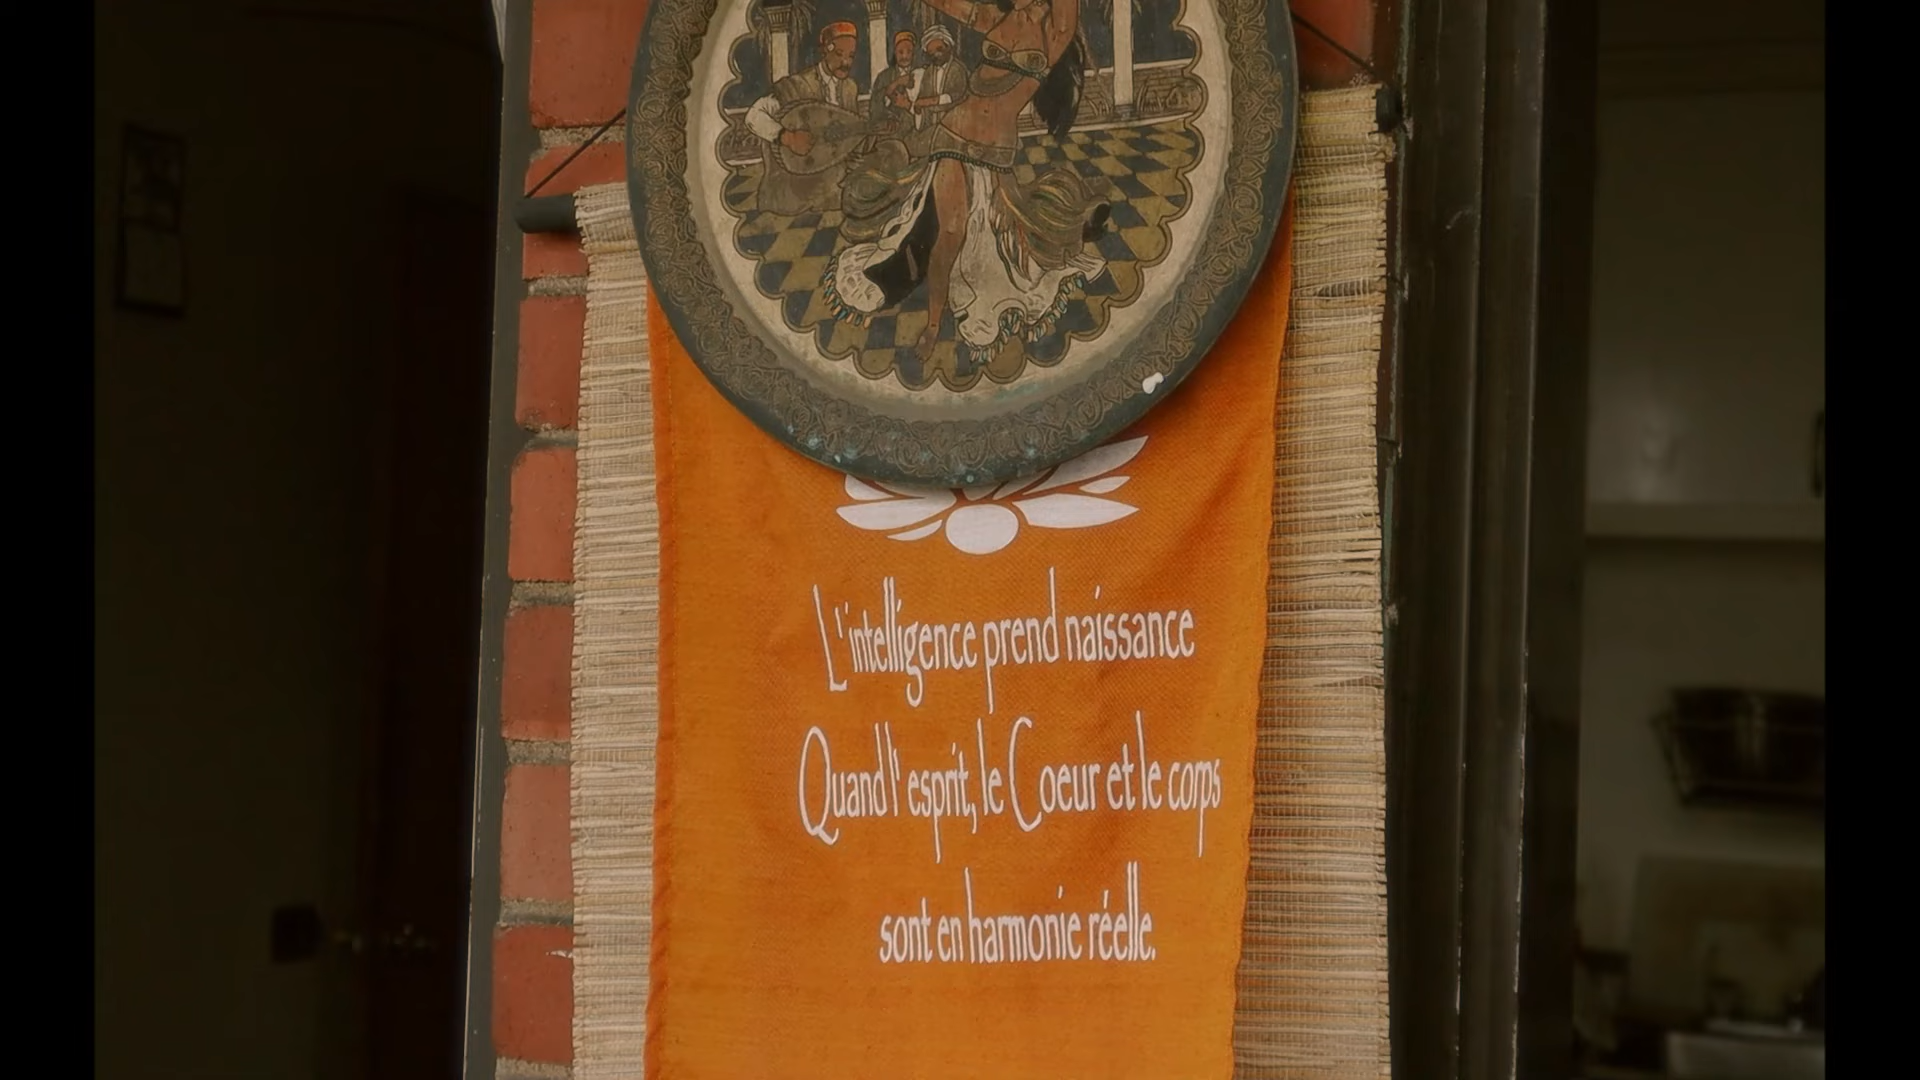 L'intelligence prend naissance
Quand l'esprit, le Coeur et le corps
sont en harmonie réelle.